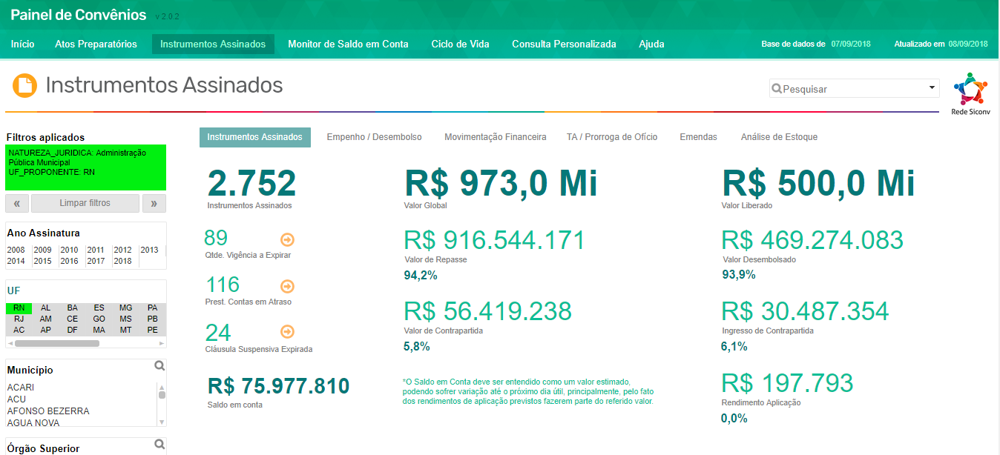 Painel de Convênios v 2.0.2
Início Atos Preparatórios Instrumentos Assinados Monitor de Saldo em Conta Ciclo de Vida Consulta Personalizada Ajuda Base de dados de 07/09/2018 Atualizado em 08/09/2018
Instrumentos Assinados
Pesquisar
Rede Siconv
Filtros aplicados
NATUREZA_JURIDICA: Administração
Pública Municipal
UF_PROPONENTE: RN
« Limpar filtros »
Ano Assinatura
2008 2009 2010 2011 2012 2013
2014 2015 2016 2017 2018
UF
RN AL BA ES MG PA
RJ AM CE GO MS PB
AC AP DF MA MT PE
Município
ACARI
ACU
AFONSO BEZERRA
AGUA NOVA
Órgão Superior
Instrumentos Assinados Empenho / Desembolso Movimentação Financeira TA / Prorroga de Ofício Emendas Análise de Estoque
2.752
Instrumentos Assinados
89
Qtde. Vigência a Expirar
116
Prest. Contas em Atraso
24
Cláusula Suspensiva Expirada
R$ 75.977.810
Saldo em conta
R$ 973,0 Mi
Valor Global
R$ 916.544.171
Valor de Repasse
94,2%
R$ 56.419.238
Valor de Contrapartida
5,8%
*O Saldo em Conta deve ser entendido como um valor estimado,
podendo sofrer variação até o próximo dia útil, principalmente, pelo fato
dos rendimentos de aplicação previstos fazerem parte do referido valor.
R$ 500,0 Mi
Valor Liberado
R$ 469.274.083
Valor Desembolsado
93,9%
R$ 30.487.354
Ingresso de Contrapartida
6,1%
R$ 197.793
Rendimento Aplicação
0,0%